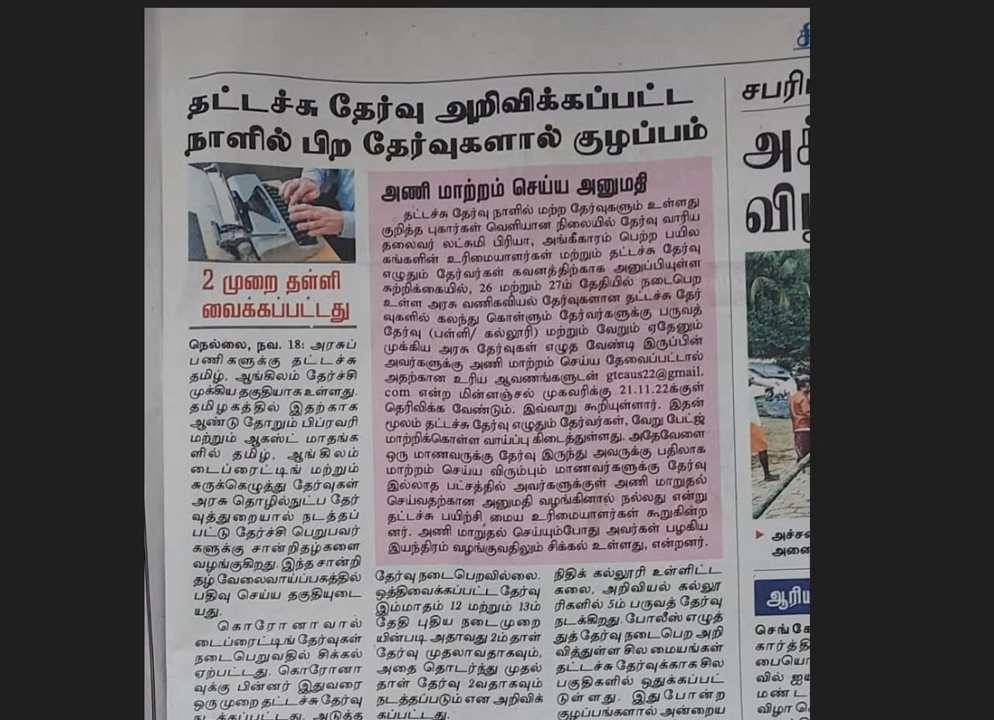 தட்டச்சு தேர்வு அறிவிக்கப்பட்ட
நாளில் பிற தேர்வுகளால் குழப்பம்
2 முறை தள்ளி
வைக்கப்பட்டது
நெல்லை, நவ. 18: அரசுப்
பணிகளுக்கு தட்டச்சு
தமிழ், ஆங்கிலம் தேர்ச்சி
முக்கிய தகுதியாக உள்ளது.
தமிழகத்தில் இதற்காக
ஆண்டு தோறும் பிப்ரவரி
மற்றும் ஆகஸ்ட் மாதங்க
ளில் தமிழ், ஆங்கிலம்
டைப்ரைட்டிங் மற்றும்
சுருக்கெழுத்து தேர்வுகள்
அரசு தொழில்நுட்ப தேர்
வுத்துறையால் நடத்தப்
பட்டு தேர்ச்சி பெறுபவர்
களுக்கு சான்றிதழ்களை
வழங்குகிறது. இந்த சான்றி
தழ் வேலைவாய்ப்பகத்தில்
பதிவு செய்ய தகுதியுடை
யது.
கொரோனாவால்
டைப்ரைட்டிங் தேர்வுகள்
நடைபெறுவதில் சிக்கல்
ஏற்பட்டது. கொரோனா
வுக்கு பின்னர் இதுவரை
ஒரு முறை தட்டச்சு தேர்வு
நடத்தப்பட்டது. அடுத்த
அணி மாற்றம் செய்ய அனுமதி
தட்டச்சு தேர்வு நாளில் மற்ற தேர்வுகளும் உள்ளது
குறித்த புகார்கள் வெளியான நிலையில் தேர்வு வாரிய
தலைவர் லட்சுமி பிரியா, அங்கீகாரம் பெற்ற பயில
கங்களின் உரிமையாளர்கள் மற்றும் தட்டச்சு தேர்வு
எழுதும் தேர்வர்கள் கவனத்திற்காக அனுப்பியுள்ள
சுற்றிக்கையில், 26 மற்றும் 27ம் தேதியில் நடைபெற
உள்ள அரசு வணிகவியல் தேர்வுகளான தட்டச்சு தேர்
வுகளில் கலந்து கொள்ளும் தேர்வர்களுக்கு பருவத்
தேர்வு (பள்ளி/ கல்லூரி) மற்றும் வேறும் ஏதேனும்
முக்கிய அரசு தேர்வுகள் எழுத வேண்டி இருப்பின்
அவர்களுக்கு அணி மாற்றம் செய்ய தேவைப்பட்டால்
அதற்கான உரிய ஆவணங்களுடன் gteaus22@gmail.
com என்ற மின்னஞ்சல் முகவரிக்கு 21.11.22க்குள்
தெரிவிக்க வேண்டும். இவ்வாறு கூறியுள்ளார். இதன்
மூலம் தட்டச்சு தேர்வு எழுதும் தேர்வர்கள், வேறு பேட்ஜ்
மாற்றிக்கொள்ள வாய்ப்பு கிடைத்துள்ளது. அதேவேளை
ஒரு மாணவருக்கு தேர்வு இருந்து அவருக்கு பதிலாக
மாற்றம் செய்ய விரும்பும் மாணவர்களுக்கு தேர்வு
இல்லாத பட்சத்தில் அவர்களுக்குள் அணி மாறுதல்
செய்வதற்கான அனுமதி வழங்கினால் நல்லது என்று
தட்டச்சு பயிற்சி மைய உரிமையாளர்கள் கூறுகின்ற
னர். அணி மாறுதல் செய்யும்போது அவர்கள் பழகிய
இயந்திரம் வழங்குவதிலும் சிக்கல் உள்ளது, என்றனர்.
தேர்வு நடைபெறவில்லை.
ஒத்திவைக்கப்பட்ட தேர்வு
இம்மாதம் 12 மற்றும் 13ம்
தேதி புதிய நடைமுறை
யின்படி அதாவது 2ம் தாள்
தேர்வு முதலாவதாகவும்,
அதை தொடர்ந்து முதல்
தாள் தேர்வு 2வதாகவும்
நடத்தப்படும் என அறிவிக்
கப்பட்டது.
நிதிக் கல்லூரி உள்ளிட்ட
கலை, அறிவியல் கல்லூ
ரிகளில் 5ம் பருவத் தேர்வு
நடக்கிறது. போலீஸ் எழுத்
துத் தேர்வு நடைபெற அறி
வித்துள்ள சில மையங்கள்
தட்டச்சு தேர்வுக்காக சில
பகுதிகளில் ஒதுக்கப்பட்
டுள்ளது. இதுபோன்ற
குழப்பங்களால் அன்றைய
சபரி
அச்
ஆரிய
செங்கே
கார்த்தி
பையெ
வில் ஐய
மண்ட
விழா